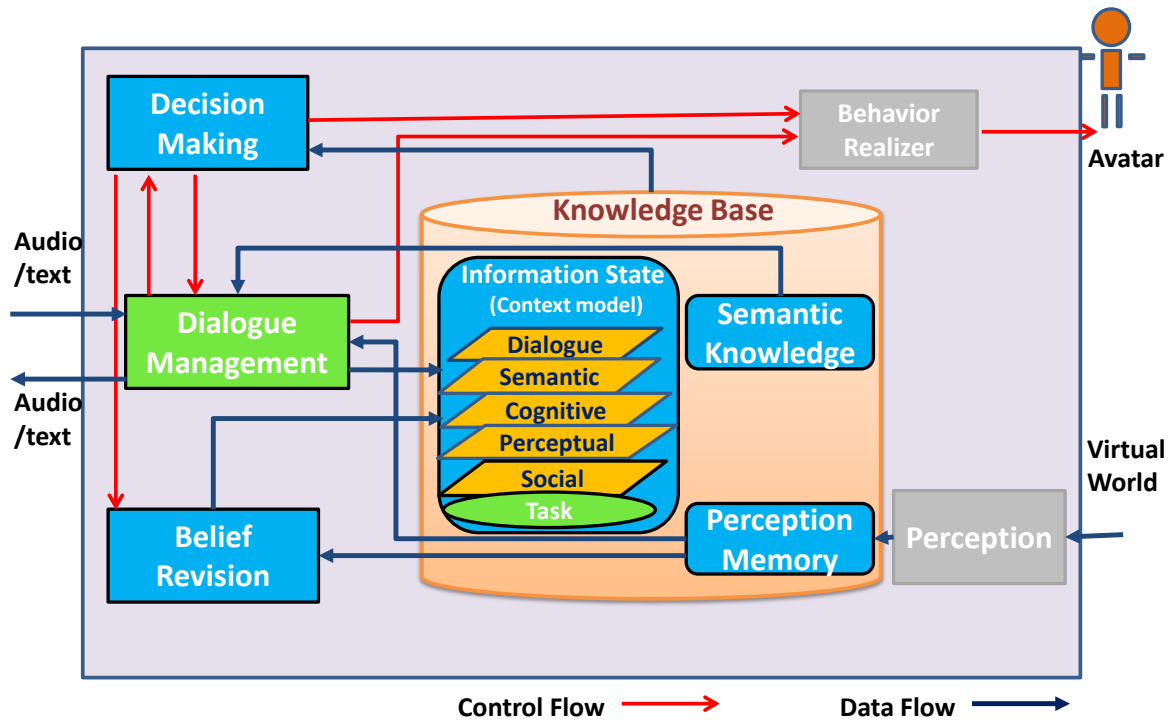 Decision
Making
Behavior
Realizer
Avatar
Knowledge Base
Audio
/text
Information State
(Context model)
Semantic
Knowledge
Dialogue
Management
Dialogue
Semantic
Cognitive
Perceptual
Social
Task
Audio
/text
Virtual
World
Belief
Revision
Perception
Memory
Perception
Control Flow
Data Flow